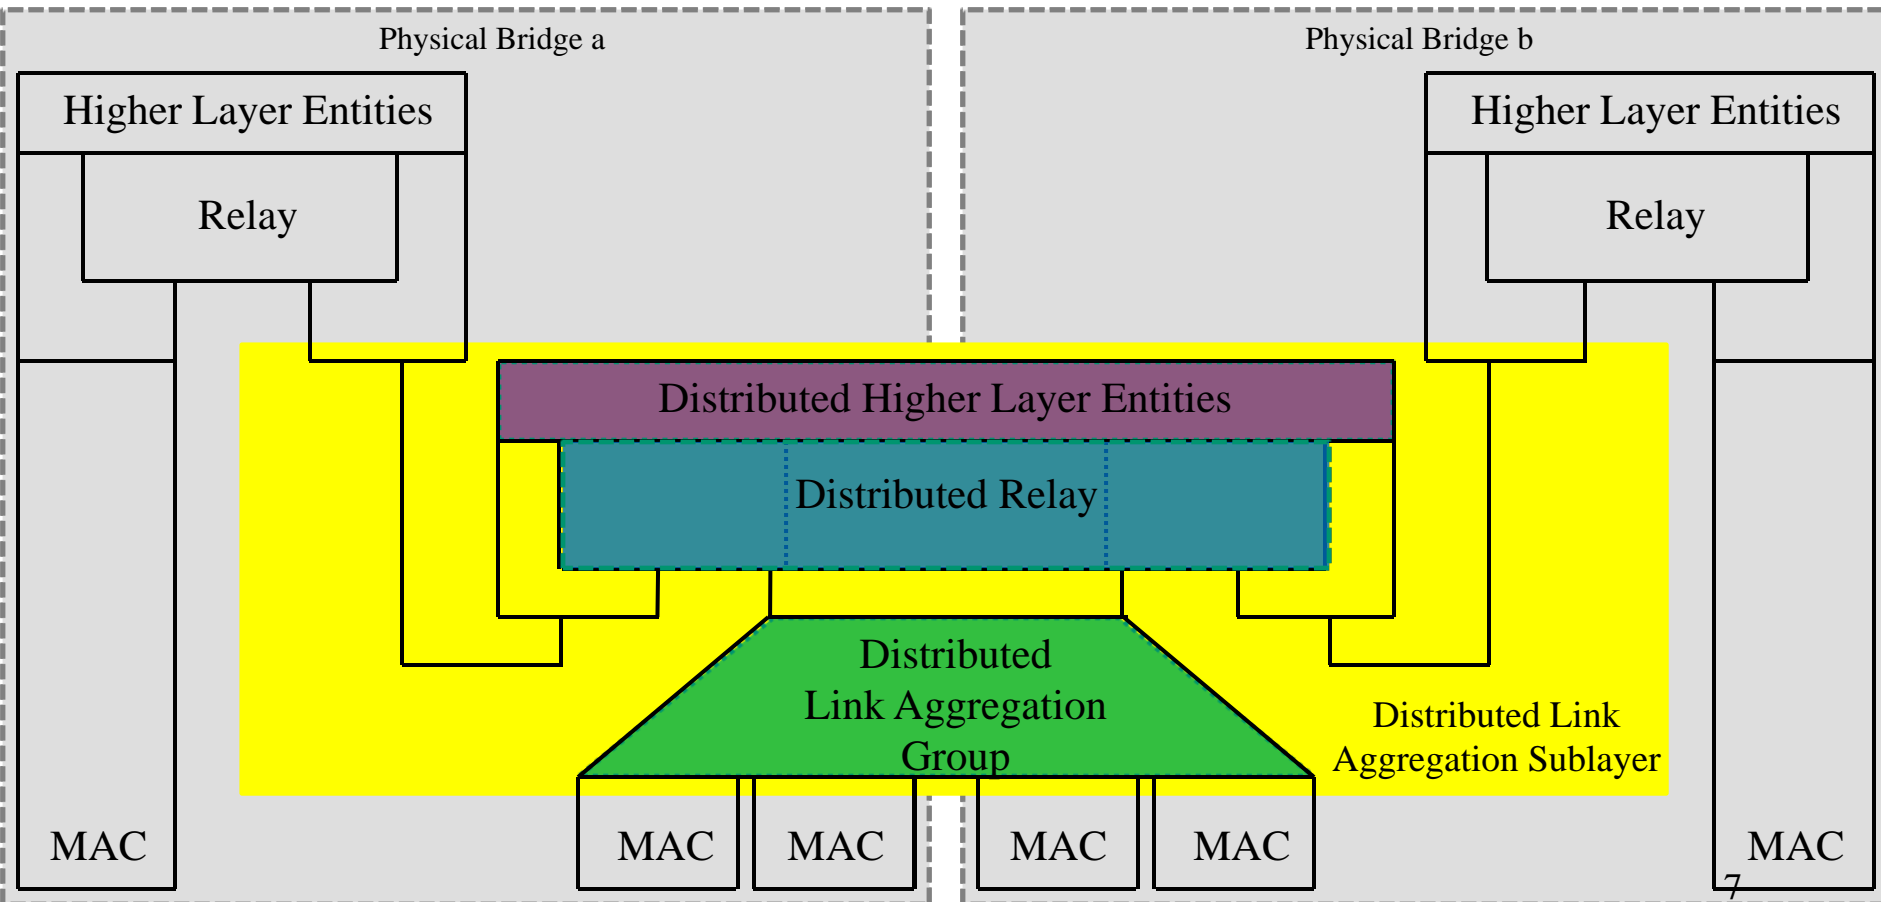 Physical Bridge a
Physical Bridge b
Higher Layer Entities
Higher Layer Entities
Relay
Relay
Distributed Higher Layer Entities
Distributed Relay
Distributed
Link Aggregation
Group
Distributed Link
Aggregation Sublayer
MAC
MAC
MAC
MAC
MAC
MAC
7